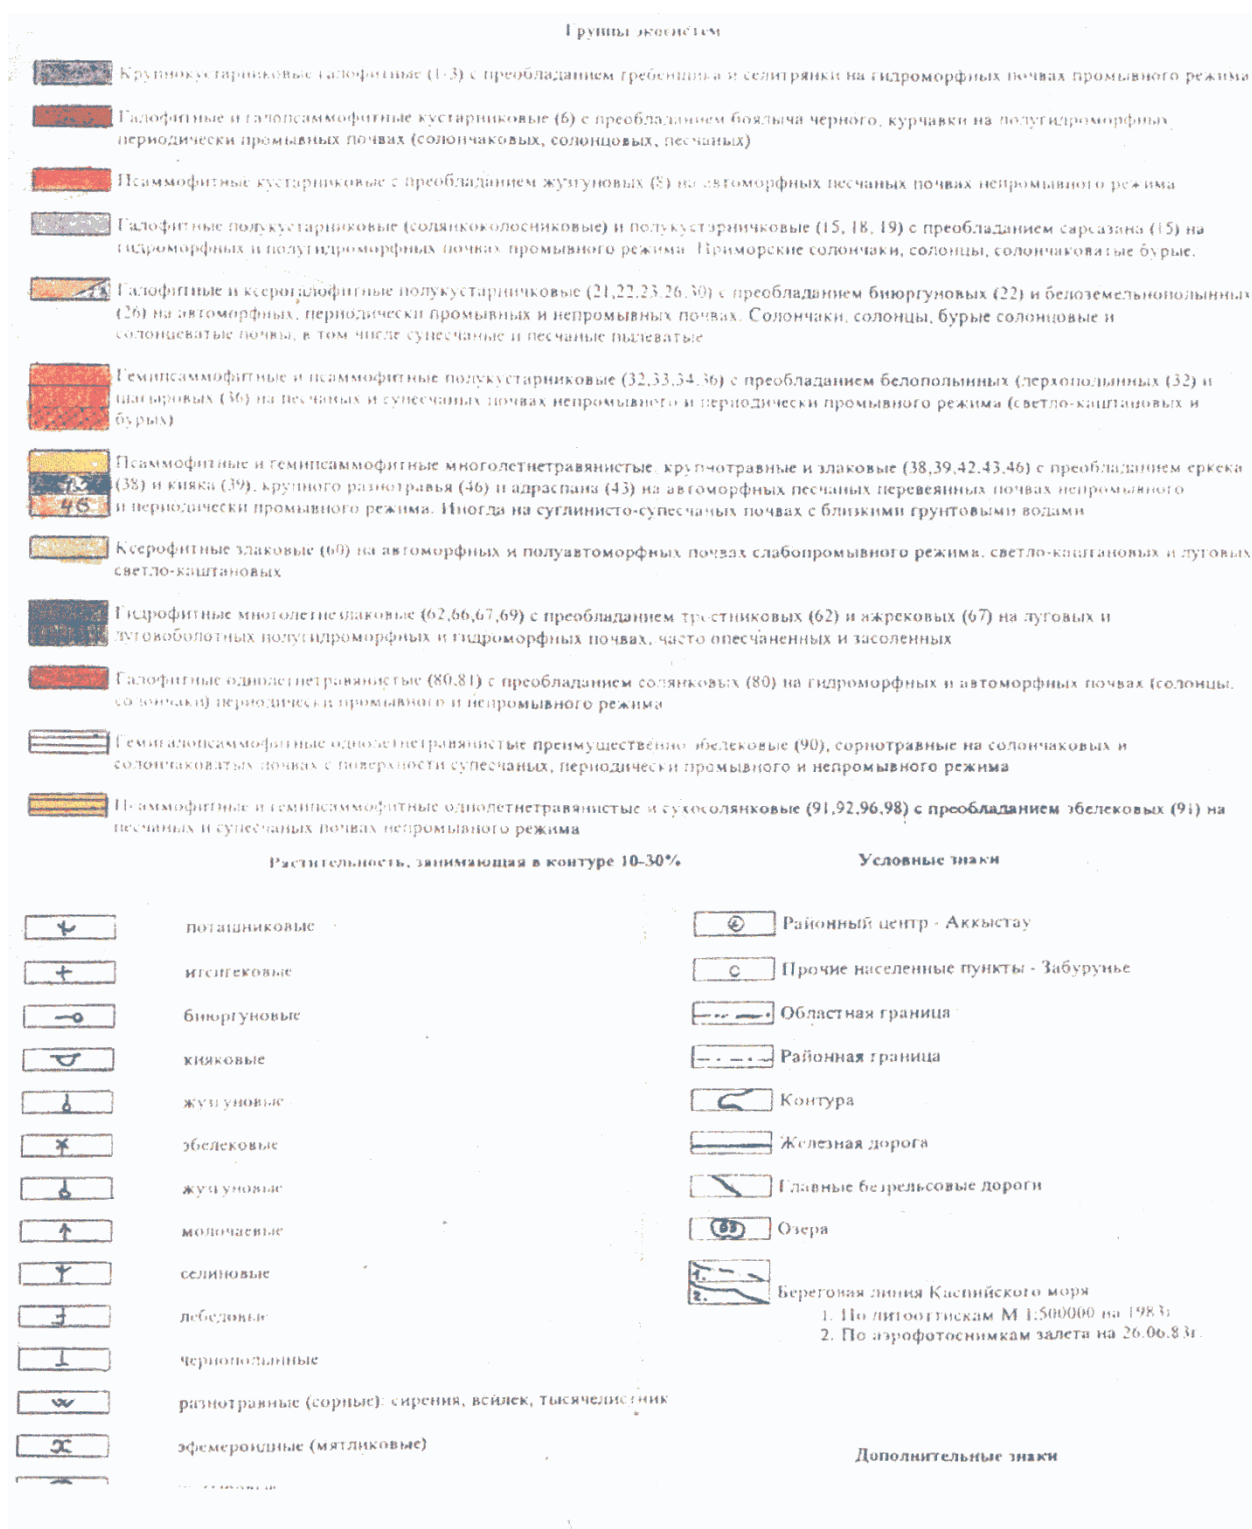 Группы экосистем
Крупнокустарниковые галофитные (1-3) с преобладанием гребенщика и селитрянки на гидроморфных почвах промывного режима
Галофитные и галопсаммофитные кустарниковые (6) с преобладанием боялыча черного, курчавки на полугидроморфных
периодически промывных почвах (солончаковых, солонцовых, песчаных)
Псаммофитные кустарниковые с преобладанием жузгуновых (8) на автоморфных песчаных почвах непромывного режима
Галофитные полукустарниковые (солянкоколосниковые) и полукустарничковые (15, 18, 19) с преобладанием сарсазана (15) на
гидроморфных и полугидроморфных почвах промывного режима. Приморские солончаки, солонцы, солончаковатые бурые.
Галофитные и ксерогалофитные полукустарничковые (21,22,23,26,30) с преобладанием биюргуновых (22) и белоземельнополынных
(26) на автоморфных, периодически промывных и непромывных почвах. Солончаки, солонцы, бурые солонцовые и
солонцеватые почвы, в том числе супесчаные и песчаные пылеватые
Гемипсаммофитные и псаммофитные полукустарниковые (32,33,34,36) с преобладанием белополынных (лерхополынных (32) и
шагыровых (36) на песчаных и супесчаных почвах непромывного и периодически промывного режима (светло-каштановых и
бурых)
Псаммофитные и гемипсаммофитные многолетнетравянистые, крупнотравные и злаковые (38,39,42,43,46) с преобладанием еркека
(38) и кияка (39), крупного разнотравья (46) и адраспана (43) на автоморфных песчаных перевеянных почвах непромывного
и периодически промывного режима. Иногда на суглинисто-супесчаных почвах с близкими грунтовыми водами
Ксерофитные злаковые (60) на автоморфных и полуавтоморфных почвах слабопромывного режима, светло-каштановых и луговых
светло-каштановых
Гидрофитные многолетнезлаковые (62,66,67,69) с преобладанием тростниковых (62) и ажрековых (67) на луговых и
луговоболотных полугидроморфных и гидроморфных почвах, часто опесчаненных и засоленных
Галофитные однолетнетравянистые (80,81) с преобладанием солянковых (80) на гидроморфных и автоморфных почвах (солонцы,
солончаки) периодически промывного и непромывного режима
Гемигалопсаммофитные однолетнетравянистые преимущественно эбелековые (90), сорнотравные на солончаковых и
солончаковатых почвах с поверхности супесчаных, периодически промывного и непромывного режима
Псаммофитные и гемипсаммофитные однолетнетравянистые и сухосолянковые (91,92,96,98) с преобладанием эбелековых (91) на
песчаных и супесчаных почвах непромывного режима
Растительность, занимающая в контуре 10-30%
поташниковые
итсигековые
биюргуновые
кияковые
жузгуновые
эбелековые
жузгуновые
молочаевые
селиновые
лебедовые
чернополынные
разнотравные (сорные): сирения, всилек, тысячелистник
эфемероидные (мятликовые)
Условные знаки
Районный центр - Аккыстау
Прочие населенные пункты - Забурунье
Областная граница
Районная граница
Контура
Железная дорога
Главные безрельсовые дороги
Озера
1.
2.
Береговая линия Каспийского моря
1. По литооттискам М 1:500000 на 1983г
2. По аэрофотоснимкам залета на 26.06.83г.
Дополнительные знаки